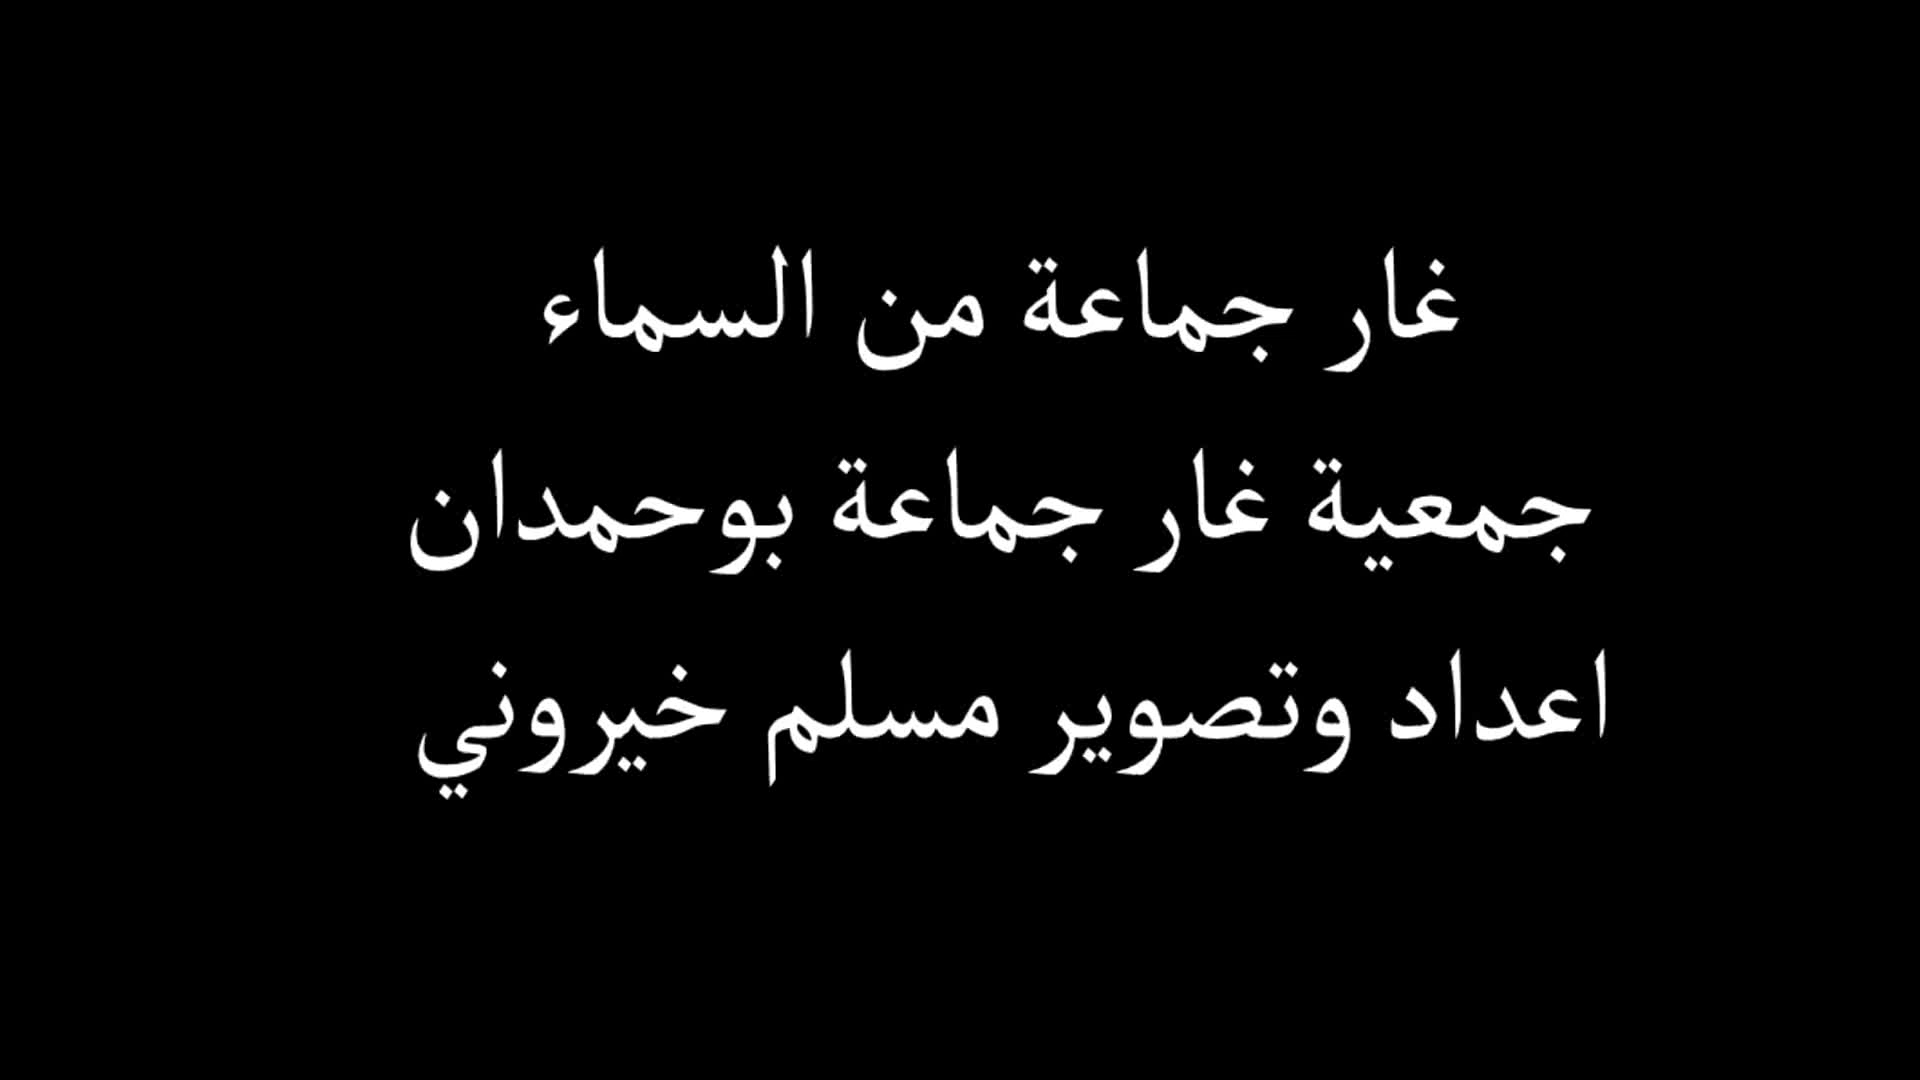 غار جماعة من السماء
جمعية غار جماعة بوحمدان
اعداد وتصوير مسلم خيروني